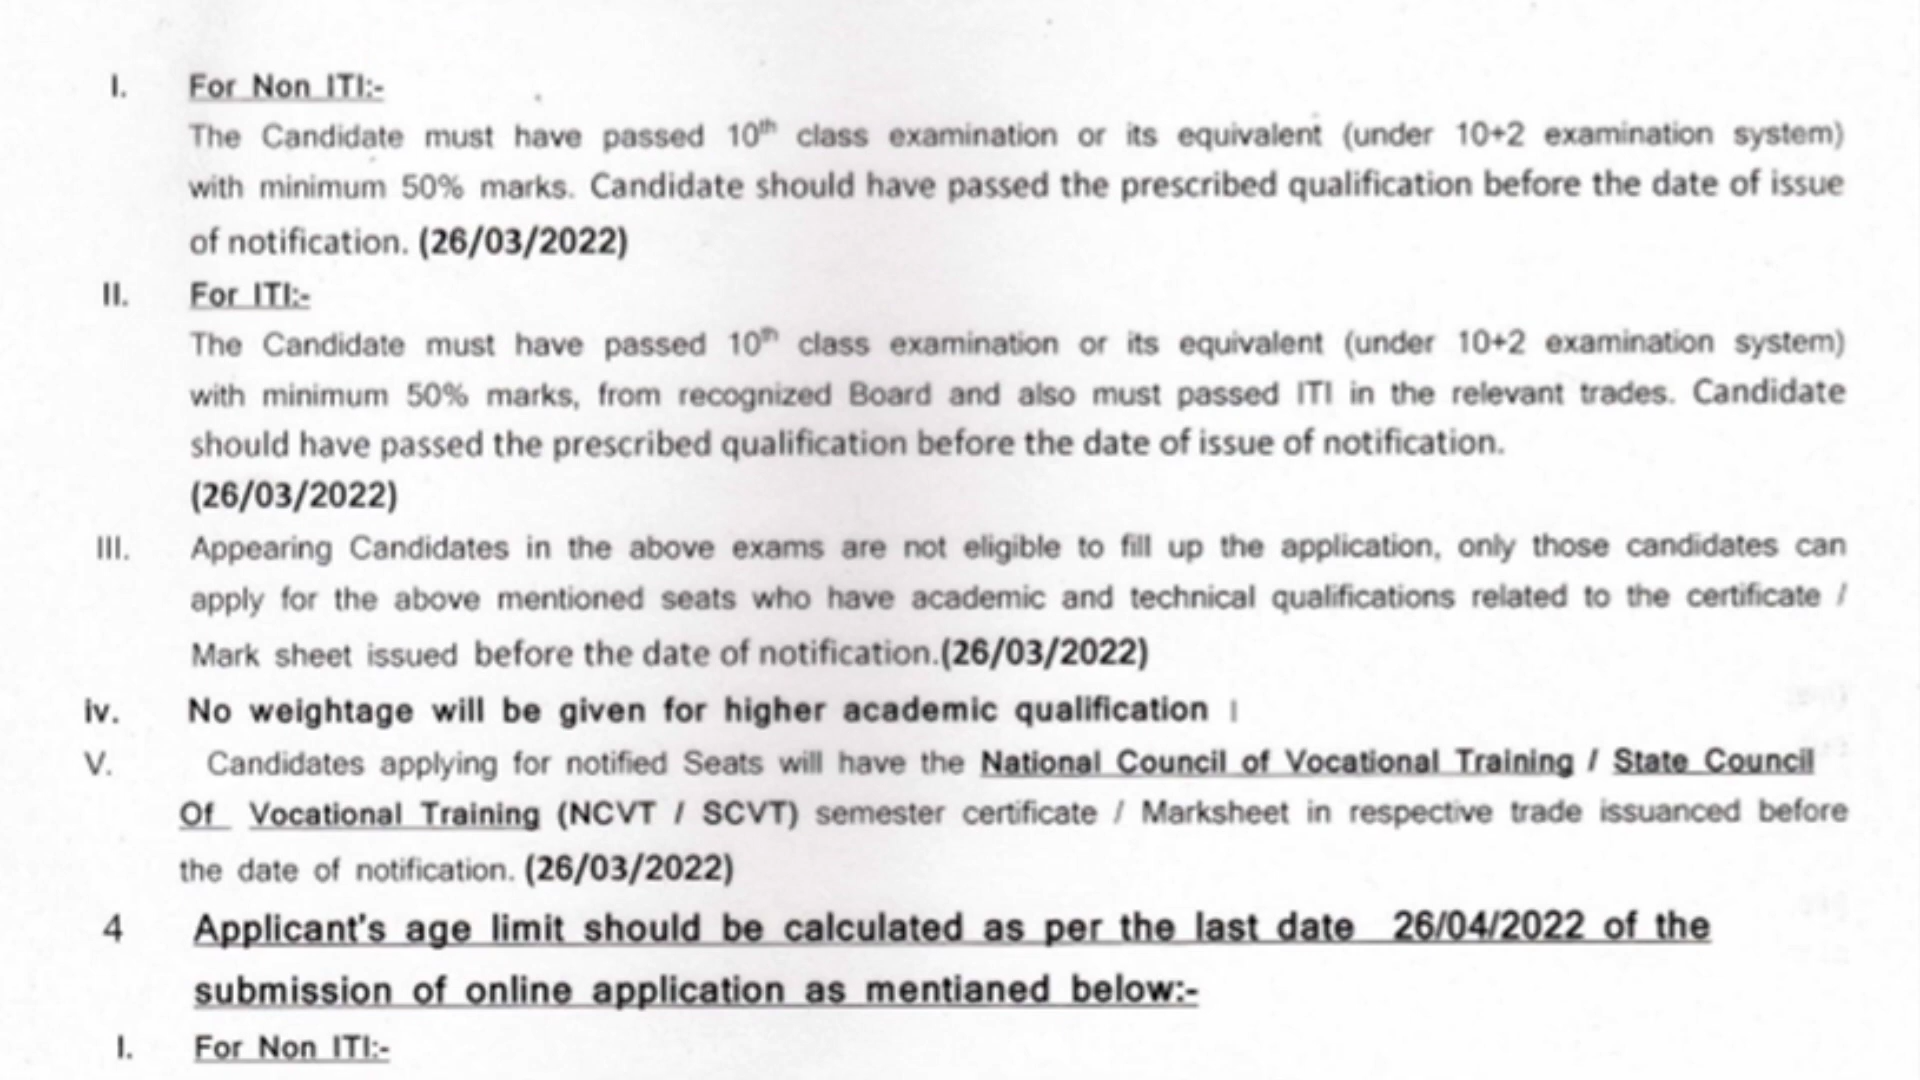 I. For Non ITI:-
The Candidate must have passed 10th class examination or its equivalent (under 10+2 examination system)
with minimum 50% marks. Candidate should have passed the prescribed qualification before the date of issue
of notification. (26/03/2022)
II. For ITI:-
The Candidate must have passed 10th class examination or its equivalent (under 10+2 examination system)
with minimum 50% marks, from recognized Board and also must passed ITI in the relevant trades. Candidate
should have passed the prescribed qualification before the date of issue of notification.
(26/03/2022)
III. Appearing Candidates in the above exams are not eligible to fill up the application, only those candidates can
apply for the above mentioned seats who have academic and technical qualifications related to the certificate /
Mark sheet issued before the date of notification.(26/03/2022)
iv. No weightage will be given for higher academic qualification ।
V. Candidates applying for notified Seats will have the National Council of Vocational Training / State Council
Of Vocational Training (NCVT / SCVT) semester certificate / Marksheet in respective trade issuanced before
the date of notification. (26/03/2022)
4 Applicant's age limit should be calculated as per the last date 26/04/2022 of the
submission of online application as mentianed below:-
I. For Non ITI:-